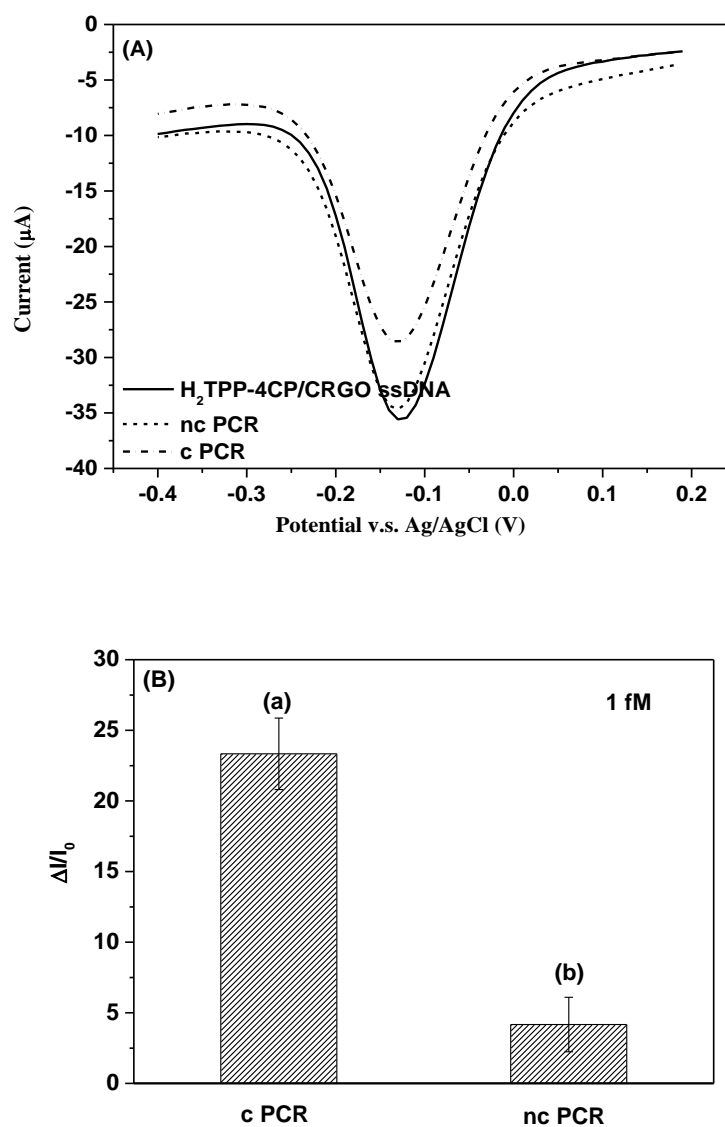 (A)
0
-5
-10
-15
-20
-25
-30
-35
-40
Current (μA)
H2TPP-4CP/CRGO ssDNA
nc PCR
c PCR
-0.4 -0.3 -0.2 -0.1 0.0 0.1 0.2
Potential v.s. Ag/AgCl (V)
(B)
30
25
20
15
10
5
0
ΔI/I0
(a)
1 fM
(b)
c PCR nc PCR